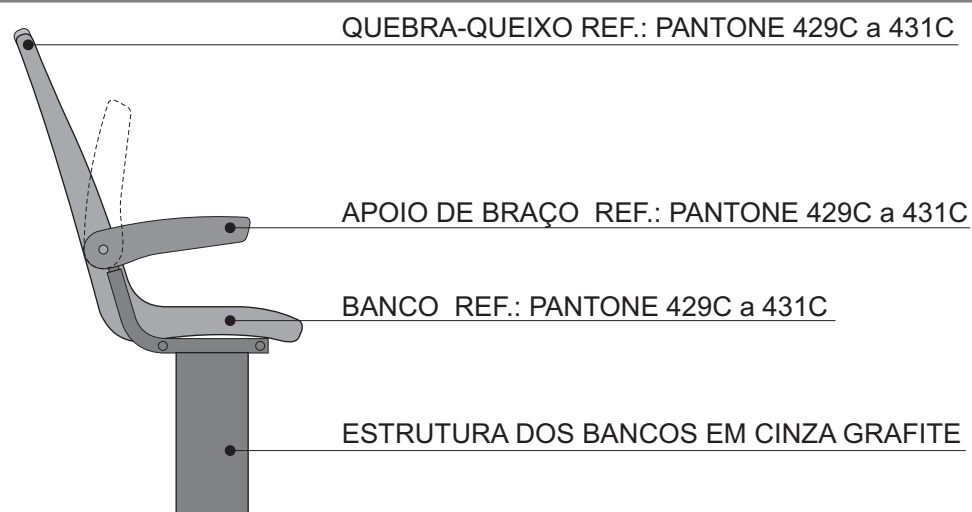 QUEBRA-QUEIXO REF.: PANTONE 429C a 431C
APOIO DE BRAÇO  REF.: PANTONE 429C a 431C
BANCO  REF.: PANTONE 429C a 431C
ESTRUTURA DOS BANCOS EM CINZA GRAFITE